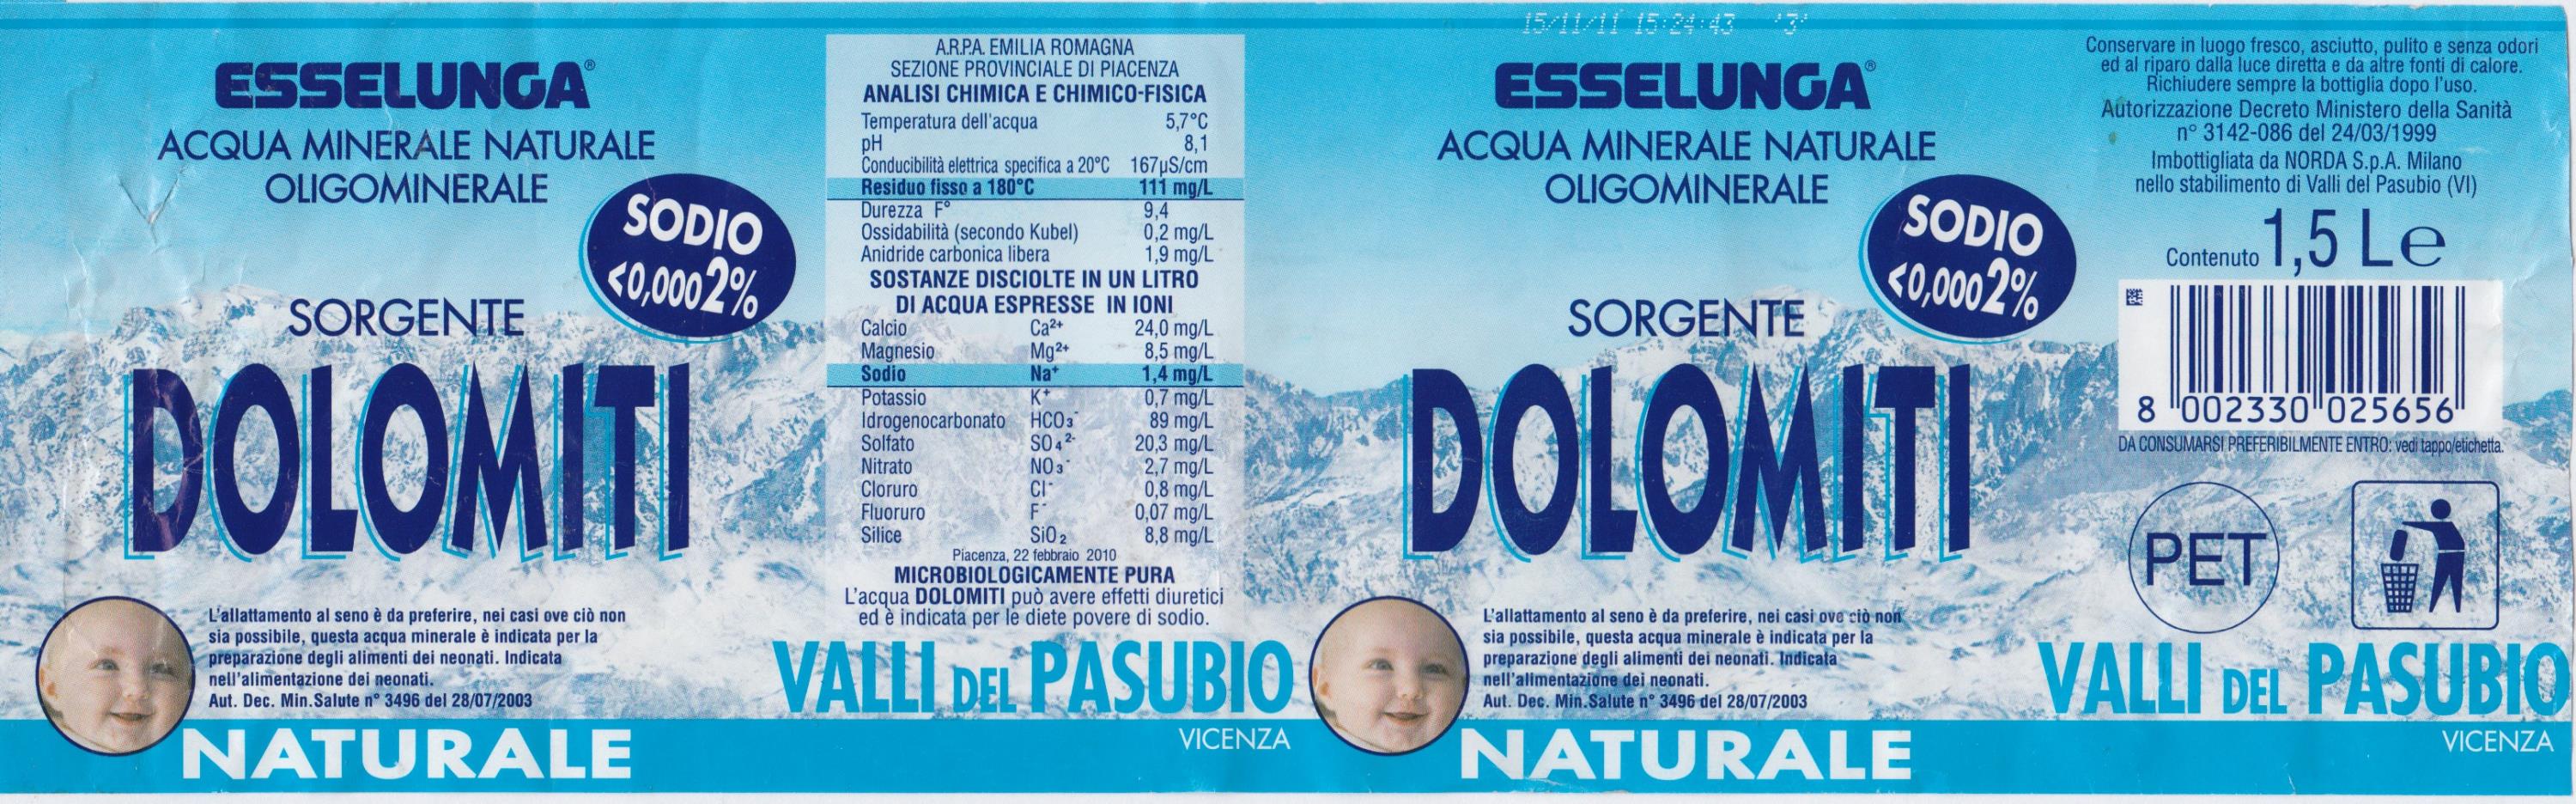 ESSELUNGA®
ACQUA MINERALE NATURALE
OLIGOMINERALE
SODIO
<0,0002%
SORGENTE
DOLOMITI
L'allattamento al seno è da preferire, nei casi ove ciò non
sia possibile, questa acqua minerale è indicata per la
preparazione degli alimenti dei neonati. Indicata
nell'alimentazione dei neonati.
Aut. Dec. Min.Salute n° 3496 del 28/07/2003
NATURALE
A.R.P.A. EMILIA ROMAGNA
SEZIONE PROVINCIALE DI PIACENZA
ANALISI CHIMICA E CHIMICO-FISICA
Temperatura dell'acqua 5,7°C
pH 8,1
Conducibilità elettrica specifica a 20°C 167µS/cm
Residuo fisso a 180°C 111 mg/L
Durezza F° 9,4
Ossidabilità (secondo Kubel) 0,2 mg/L
Anidride carbonica libera 1,9 mg/L
SOSTANZE DISCIOLTE IN UN LITRO
DI ACQUA ESPRESSE IN IONI
Calcio Ca²⁺ 24,0 mg/L
Magnesio Mg²⁺ 8,5 mg/L
Sodio Na⁺ 1,4 mg/L
Potassio K⁺ 0,7 mg/L
Idrogenocarbonato HCO₃⁻ 89 mg/L
Solfato SO₄²⁻ 20,3 mg/L
Nitrato NO₃⁻ 2,7 mg/L
Cloruro Cl⁻ 0,8 mg/L
Fluoruro F⁻ 0,07 mg/L
Silice SiO₂ 8,8 mg/L
Piacenza, 22 febbraio 2010
MICROBIOLOGICAMENTE PURA
L'acqua DOLOMITI può avere effetti diuretici
ed è indicata per le diete povere di sodio.
VALLI DEL PASUBIO
VICENZA
15/11/11 15:24:43 '3'
ESSELUNGA®
ACQUA MINERALE NATURALE
OLIGOMINERALE
SODIO
<0,0002%
SORGENTE
DOLOMITI
L'allattamento al seno è da preferire, nei casi ove ciò non
sia possibile, questa acqua minerale è indicata per la
preparazione degli alimenti dei neonati. Indicata
nell'alimentazione dei neonati.
Aut. Dec. Min.Salute n° 3496 del 28/07/2003
NATURALE
Conservare in luogo fresco, asciutto, pulito e senza odori
ed al riparo dalla luce diretta e da altre fonti di calore.
Richiudere sempre la bottiglia dopo l'uso.
Autorizzazione Decreto Ministero della Sanità
n° 3142-086 del 24/03/1999
Imbottigliata da NORDA S.p.A. Milano
nello stabilimento di Valli del Pasubio (VI)
Contenuto 1,5 L e
8 002330 025656
DA CONSUMARSI PREFERIBILMENTE ENTRO: vedi tappo/etichetta.
PET
VALLI DEL PASUBIO
VICENZA